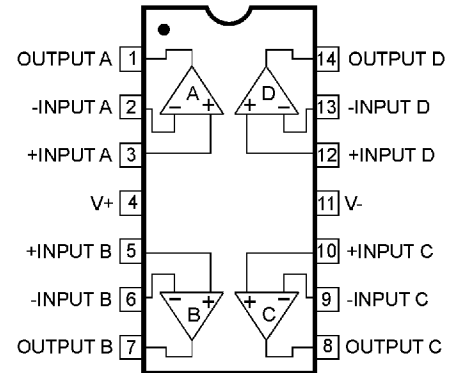 OUTPUT A 1 14 OUTPUT D
-INPUT A 2 A D 13 -INPUT D
- + + -
+INPUT A 3 12 +INPUT D
V+ 4 11 V-
+INPUT B 5 10 +INPUT C
- + + -
-INPUT B 6 B C 9 -INPUT C
OUTPUT B 7 8 OUTPUT C